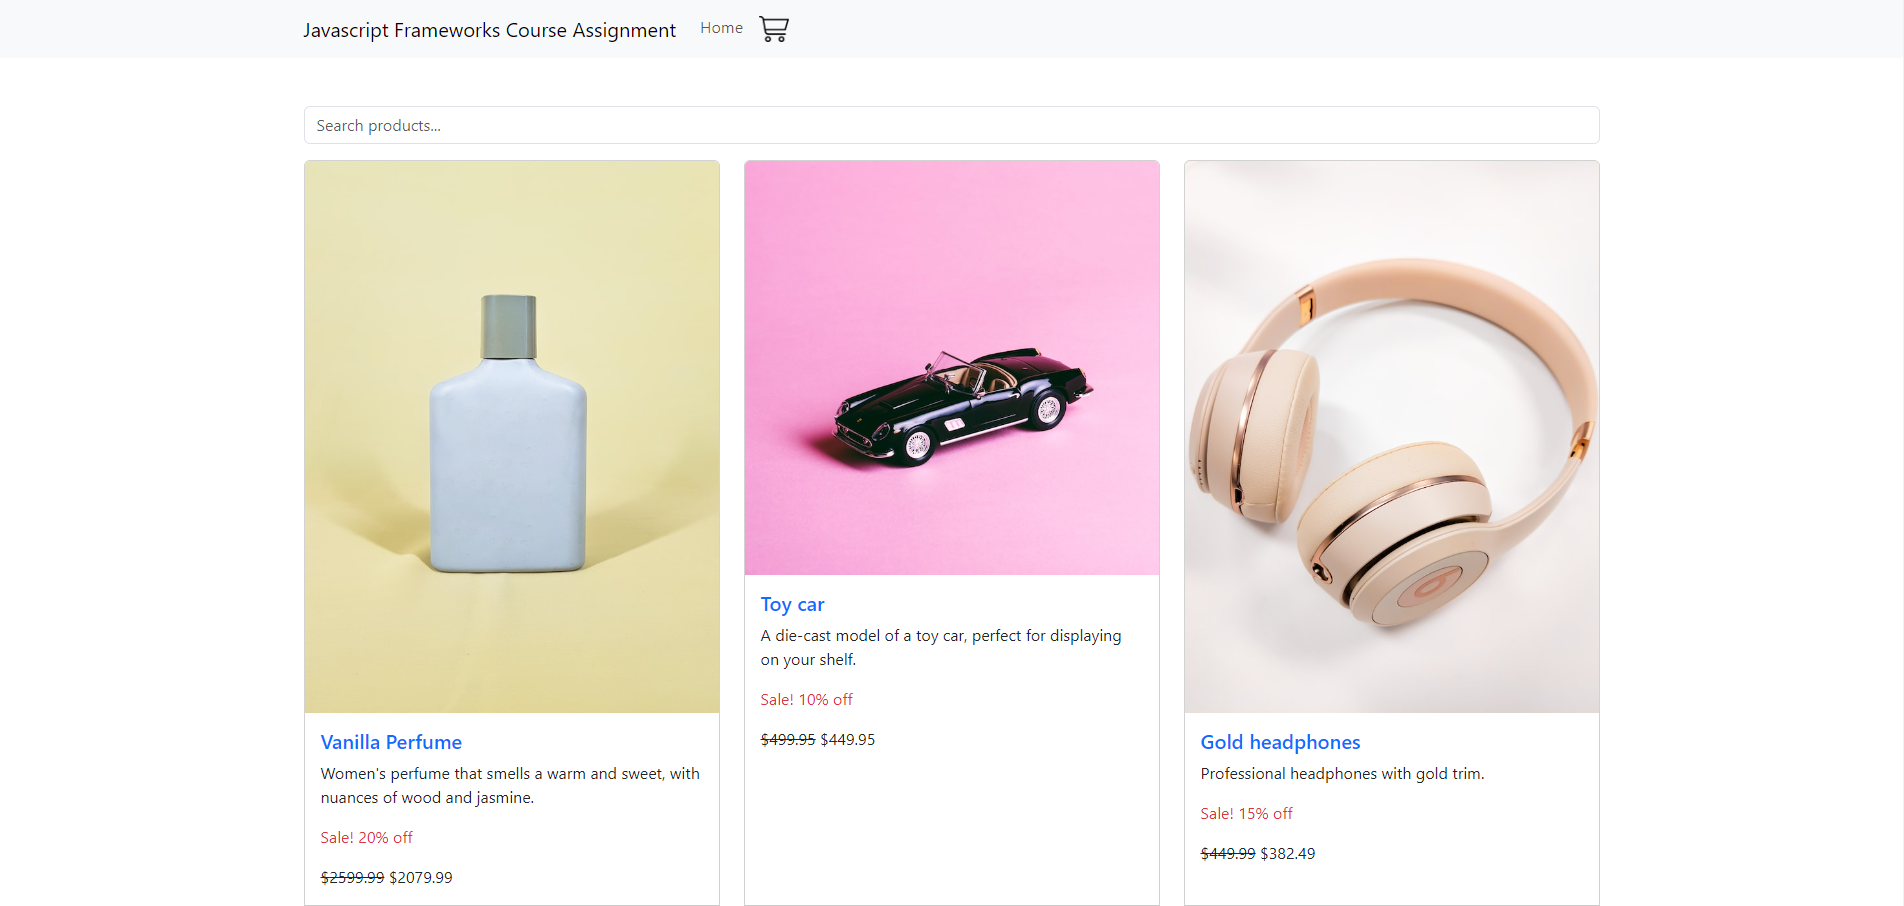 Javascript Frameworks Course Assignment
Home
Search products...
Vanilla Perfume
Women's perfume that smells a warm and sweet, with
nuances of wood and jasmine.
Sale! 20% off
$2599.99 $2079.99
Toy car
A die-cast model of a toy car, perfect for displaying
on your shelf.
Sale! 10% off
$499.95 $449.95
Gold headphones
Professional headphones with gold trim.
Sale! 15% off
$449.99 $382.49